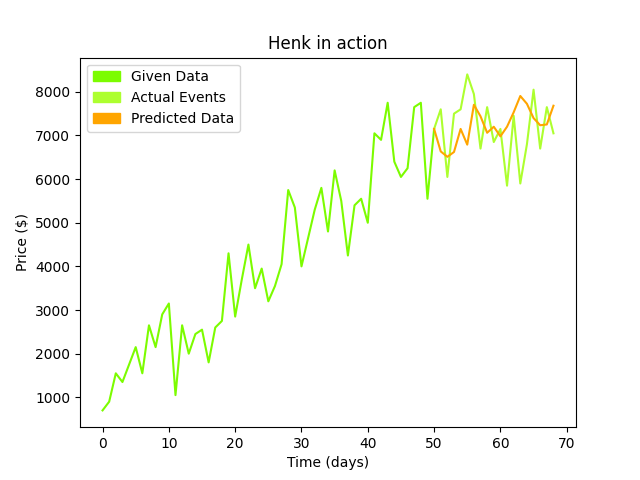 Henk in action
Given Data
Actual Events
Predicted Data
8000
7000
6000
5000
4000
3000
2000
1000
Price ($)
0 10 20 30 40 50 60 70
Time (days)